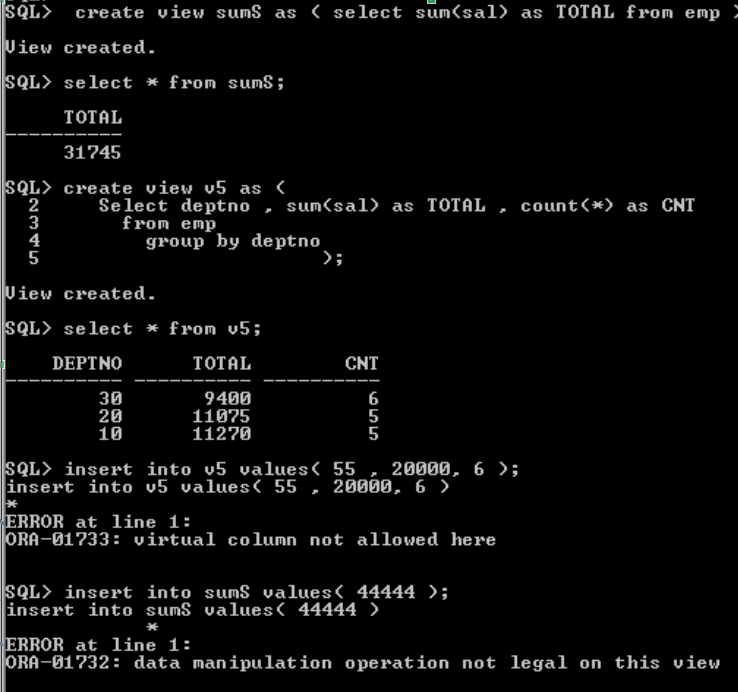 SQL>  create view sumS as ( select sum(sal) as TOTAL from emp )
View created.
SQL> select * from sumS;
     TOTAL
----------
     31745
SQL> create view v5 as (
  2     Select deptno , sum(sal) as TOTAL , count(*) as CNT
  3       from emp
  4         group by deptno
  5                        );
View created.
SQL> select * from v5;
    DEPTNO      TOTAL        CNT
---------- ---------- ----------
        30       9400          6
        20      11075          5
        10      11270          5
SQL> insert into v5 values( 55 , 20000, 6 );
insert into v5 values( 55 , 20000, 6 )
*
ERROR at line 1:
ORA-01733: virtual column not allowed here
SQL> insert into sumS values( 44444 );
insert into sumS values( 44444 )
            *
ERROR at line 1:
ORA-01732: data manipulation operation not legal on this view